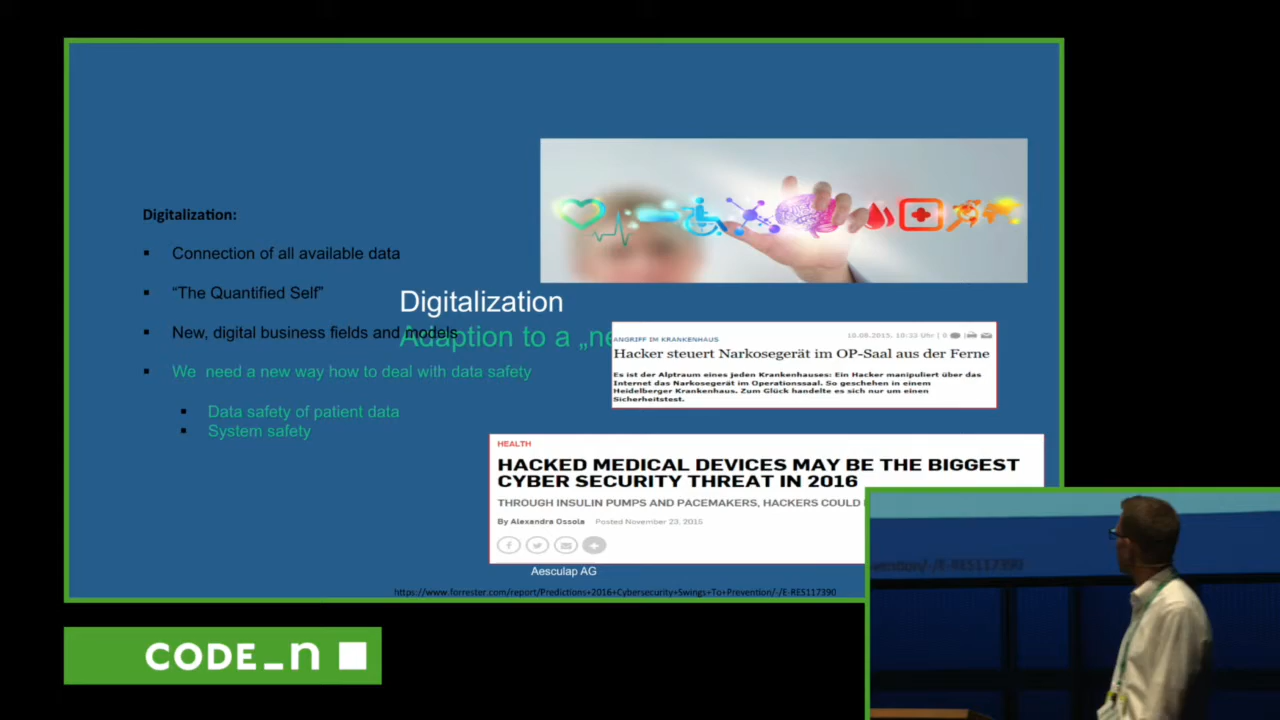 Digitalization:
▪ Connection of all available data
▪ “The Quantified Self”
▪ New, digital business fields and models
▪ We need a new way how to deal with data safety
▪ Data safety of patient data
▪ System safety
Digitalization
Adaption to a „ne
10.08.2015, 10:33 Uhr | 0
ANGRIFF IM KRANKENHAUS
Hacker steuert Narkosegerät im OP-Saal aus der Ferne
Es ist der Alptraum eines jeden Krankenhauses: Ein Hacker manipuliert über das
Internet das Narkosegerät im Operationssaal. So geschehen in einem
Heidelberger Krankenhaus. Zum Glück handelte es sich nur um einen
Sicherheitstest.
HEALTH
HACKED MEDICAL DEVICES MAY BE THE BIGGEST
CYBER SECURITY THREAT IN 2016
THROUGH INSULIN PUMPS AND PACEMAKERS, HACKERS COULD
By Alexandra Ossola Posted November 23, 2015
Aesculap AG
https://www.forrester.com/report/Predictions+2016+Cybersecurity+Swings+To+Prevention/-/E-RES117390
vention/-/E-RES117390
CODE_n